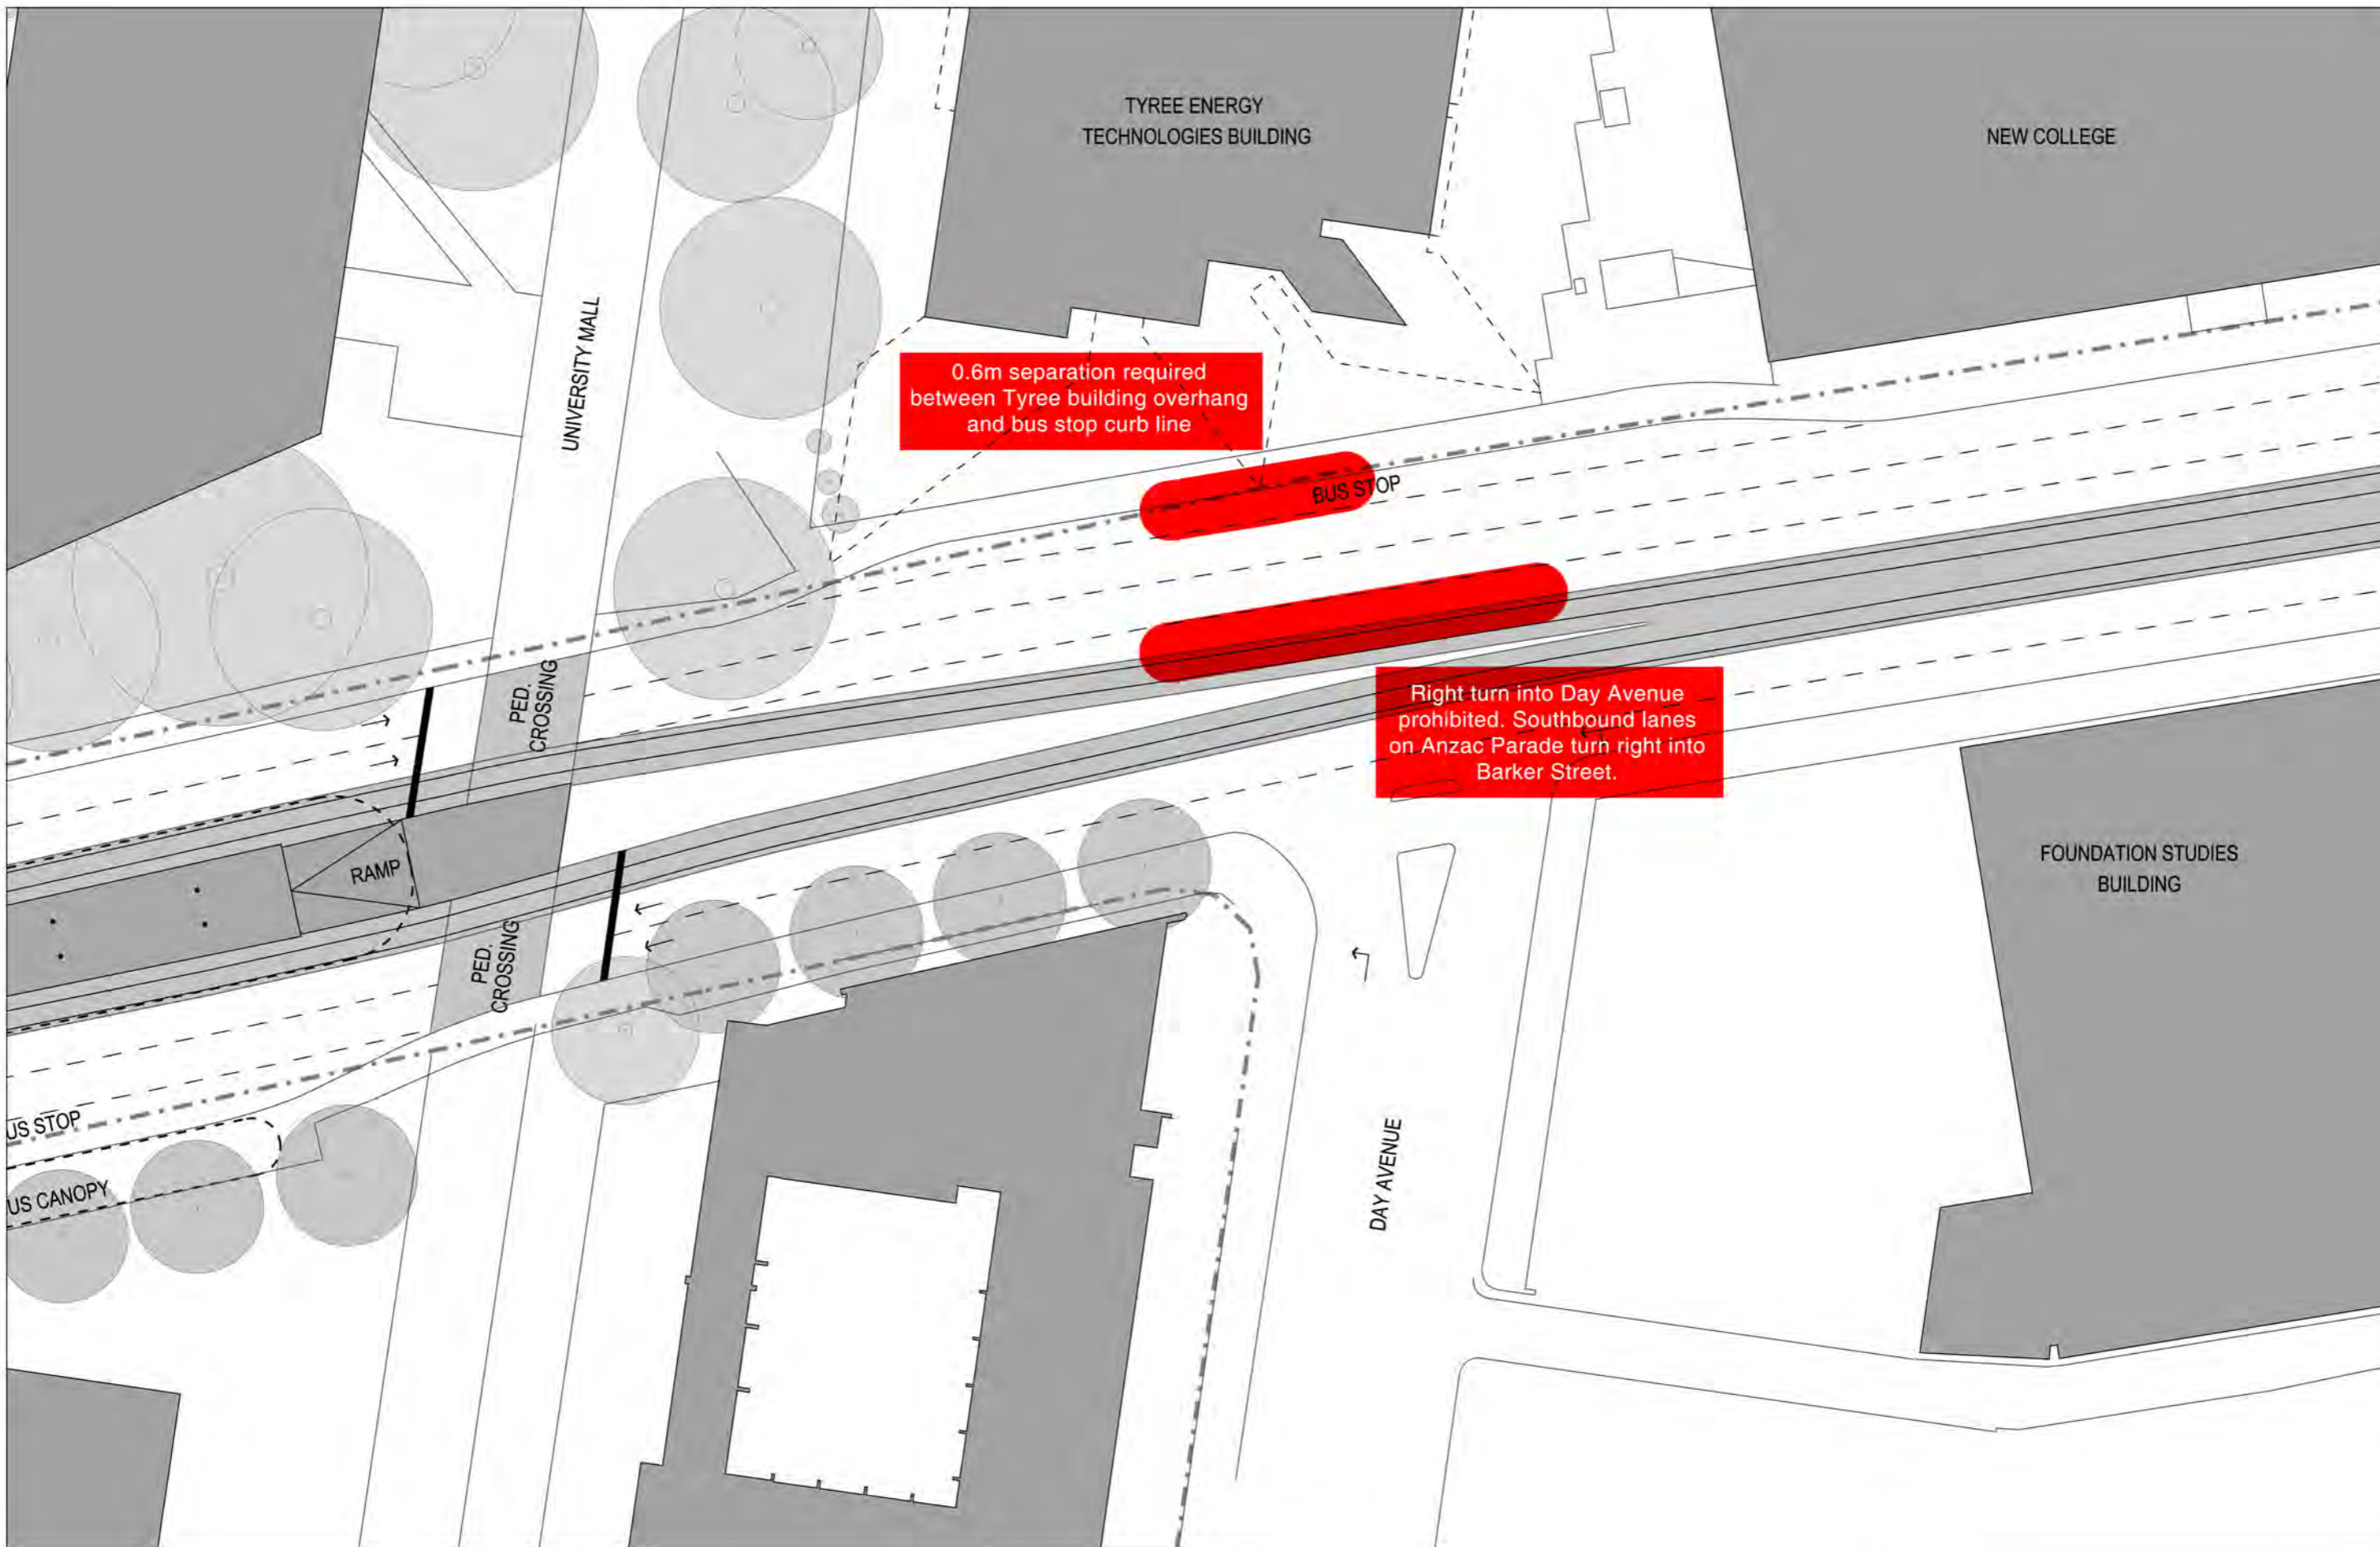 TYREE ENERGY
TECHNOLOGIES BUILDING
NEW COLLEGE
UNIVERSITY MALL
0.6m separation required
between Tyree building overhang
and bus stop curb line
BUS STOP
PED.
CROSSING
Right turn into Day Avenue
prohibited. Southbound lanes
on Anzac Parade turn right into
Barker Street.
RAMP
FOUNDATION STUDIES
BUILDING
PED.
CROSSING
US STOP
US CANOPY
DAY AVENUE